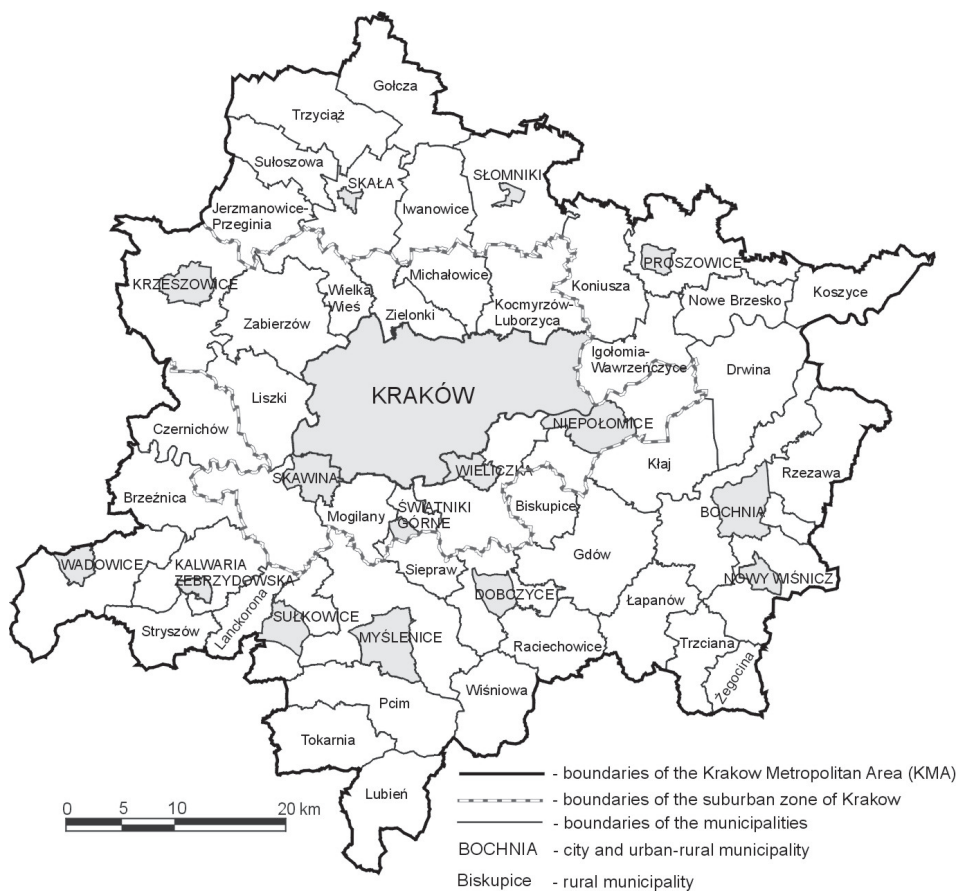 Gołcza
Trzyciąż
Sułoszowa
SKAŁA
SŁOMNIKI
Jerzmanowice-
Przeginia
Iwanowice
KRZESZOWICE
Wielka
Wieś
Michałowice
Koniusza
PROSZOWICE
Nowe Brzesko
Koszyce
Zabierzów
Zielonki
Kocmyrzów-
Luborzyca
Igołomia-
Wawrzeńczyce
Drwina
Liszki
KRAKÓW
Czernichów
NIEPOŁOMICE
SKAWINA
WIELICZKA
Kłaj
Rzezawa
Brzeźnica
Mogilany
ŚWIĄTNIKI
GÓRNE
Biskupice
BOCHNIA
Gdów
WADOWICE
KALWARIA
ZEBRZYDOWSKA
Siepraw
DOBCZYCE
NOWY WIŚNICZ
Łapanów
Stryszów
Lanckorona
SUŁKOWICE
MYŚLENICE
Raciechowice
Trzciana
Żegocina
Pcim
Wiśniowa
Tokarnia
Lubień
0 5 10 20 km
- boundaries of the Krakow Metropolitan Area (KMA)
- boundaries of the suburban zone of Krakow
- boundaries of the municipalities
BOCHNIA - city and urban-rural municipality
Biskupice - rural municipality